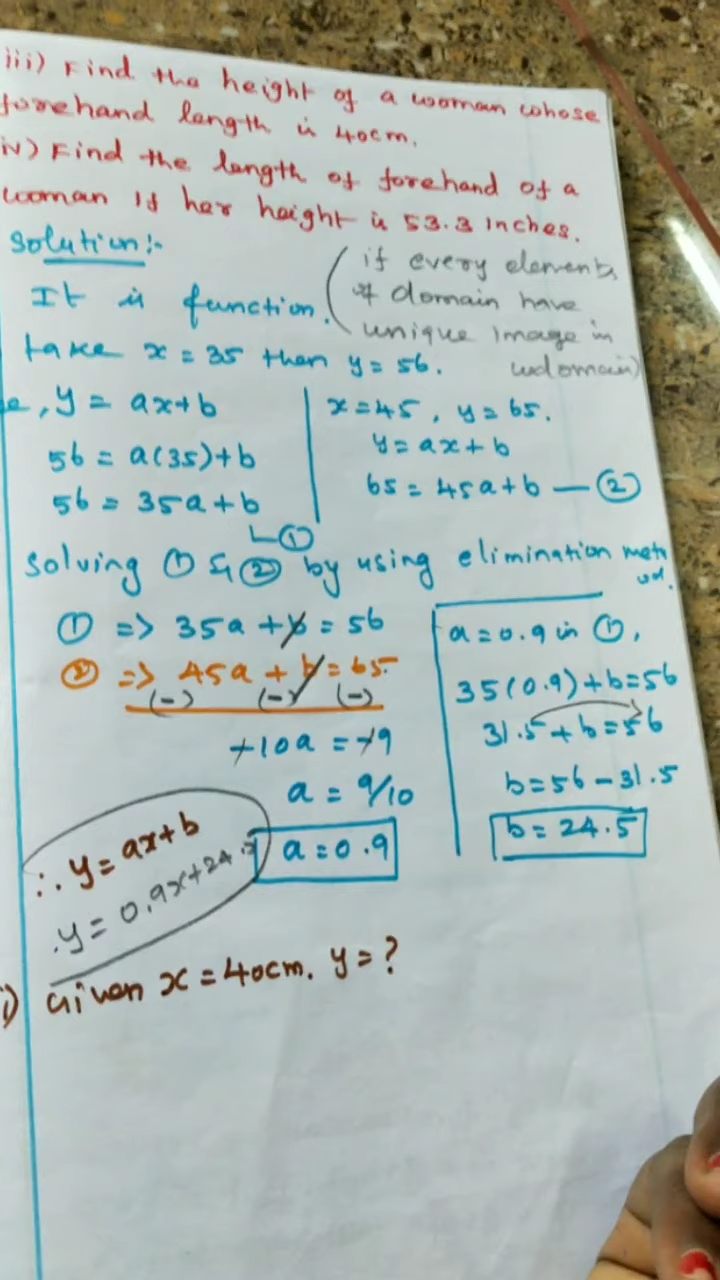 iii) Find the height of a woman whose
forehand length is 40cm.
iv) Find the length of forehand of a
woman if her height is 53.3 inches.
Solution:-
It is function. (if every elements
of domain have
unique image in
codomain)
take x = 35 then y = 56.
, y = ax+b
56 = a(35)+b
56 = 35a+b
①
x=45, y=65.
y=ax+b
65=45a+b — ②
Solving ① & ② by using elimination method.
① => 35a + b = 56
② => 45a + b = 65
(-) (-) (-)
+10a = +9
a = 9/10
a = 0.9
a=0.9 in ①,
35(0.9)+b=56
31.5+b=56
b=56-31.5
b=24.5
∴ y=ax+b
y=0.9x+24.5
i) Given x = 40cm. y=?